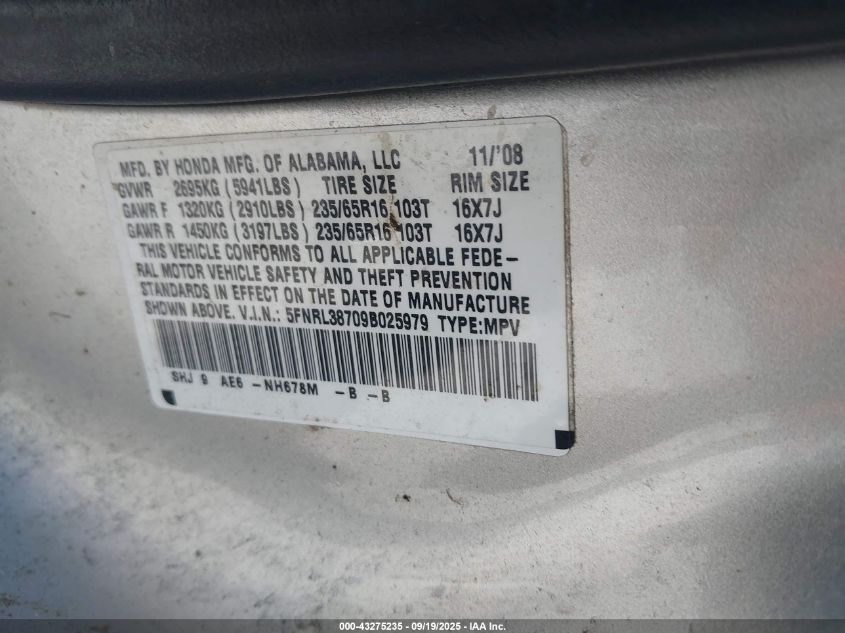 MFD. BY HONDA MFG. OF ALABAMA, LLC 11/'08
GVWR 2695KG (5941LBS) TIRE SIZE RIM SIZE
GAWR F 1320KG (2910LBS) 235/65R16 103T 16X7J
GAWR R 1450KG (3197LBS) 235/65R16 103T 16X7J
THIS VEHICLE CONFORMS TO ALL APPLICABLE FEDE-
RAL MOTOR VEHICLE SAFETY AND THEFT PREVENTION
STANDARDS IN EFFECT ON THE DATE OF MANUFACTURE
SHOWN ABOVE. V.I.N.: 5FNRL38709B025979 TYPE:MPV
SHJ 9 AE6 -NH678M -B -B
000-43275235 - 09/19/2025 - IAA Inc.